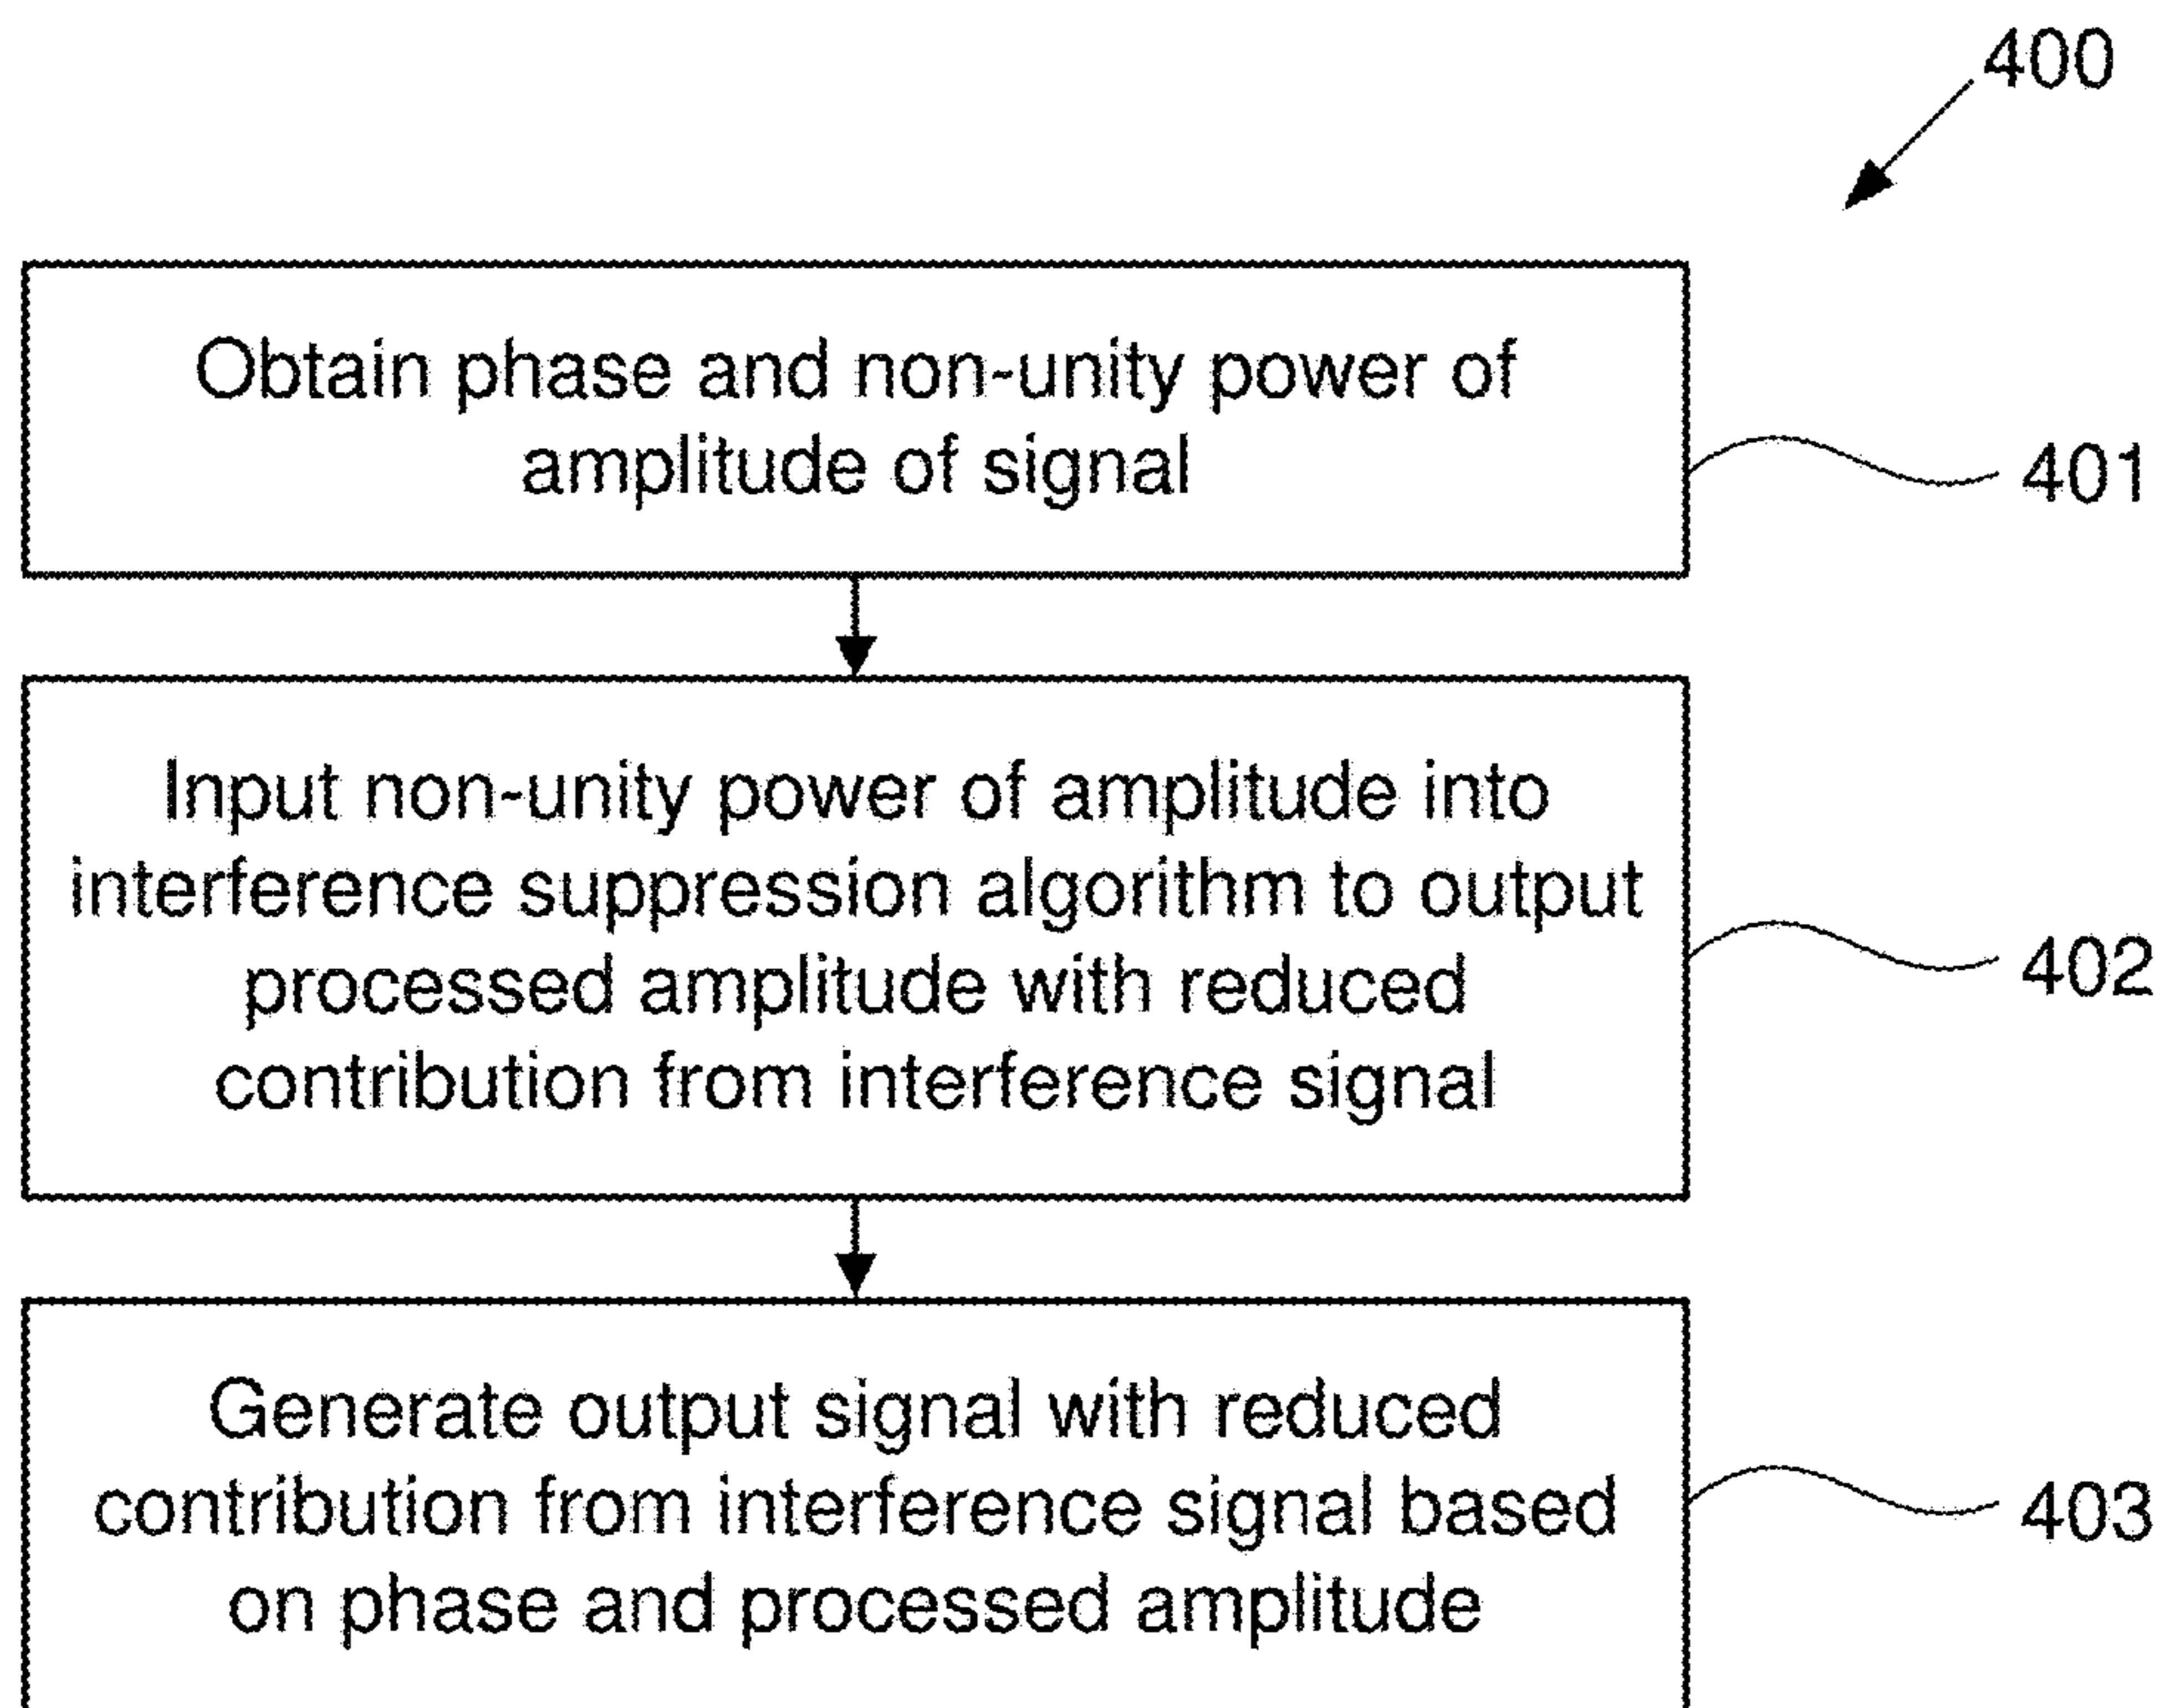 400
Obtain phase and non-unity power of
amplitude of signal
401
Input non-unity power of amplitude into
interference suppression algorithm to output
processed amplitude with reduced
contribution from interference signal
402
Generate output signal with reduced
contribution from interference signal based
on phase and processed amplitude
403